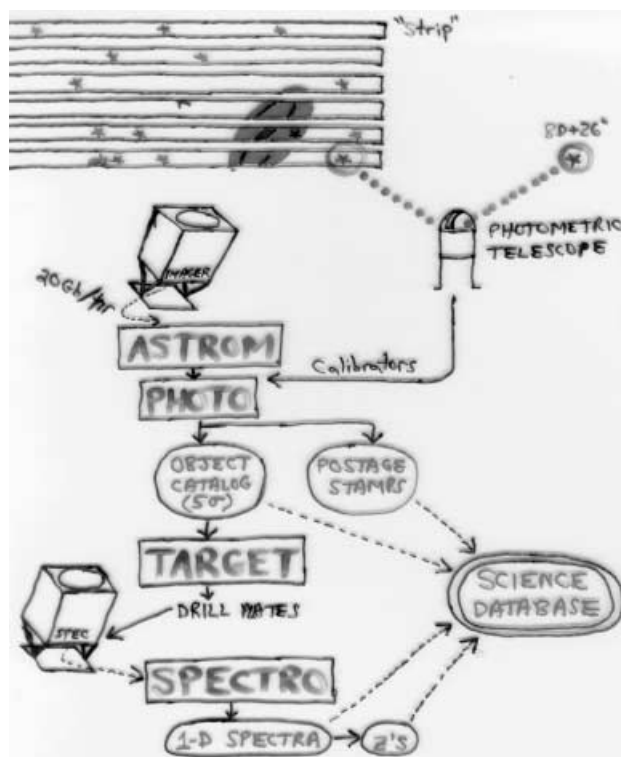 "Strip"
BD+26°
PHOTOMETRIC
TELESCOPE
IMAGER
20Gb/hr
ASTROM
Calibrators
PHOTO
OBJECT
CATALOG
(5σ)
POSTAGE
STAMPS
TARGET
SCIENCE
DATABASE
DRILL PLATES
SPEC
SPECTRO
1-D SPECTRA
Z'S